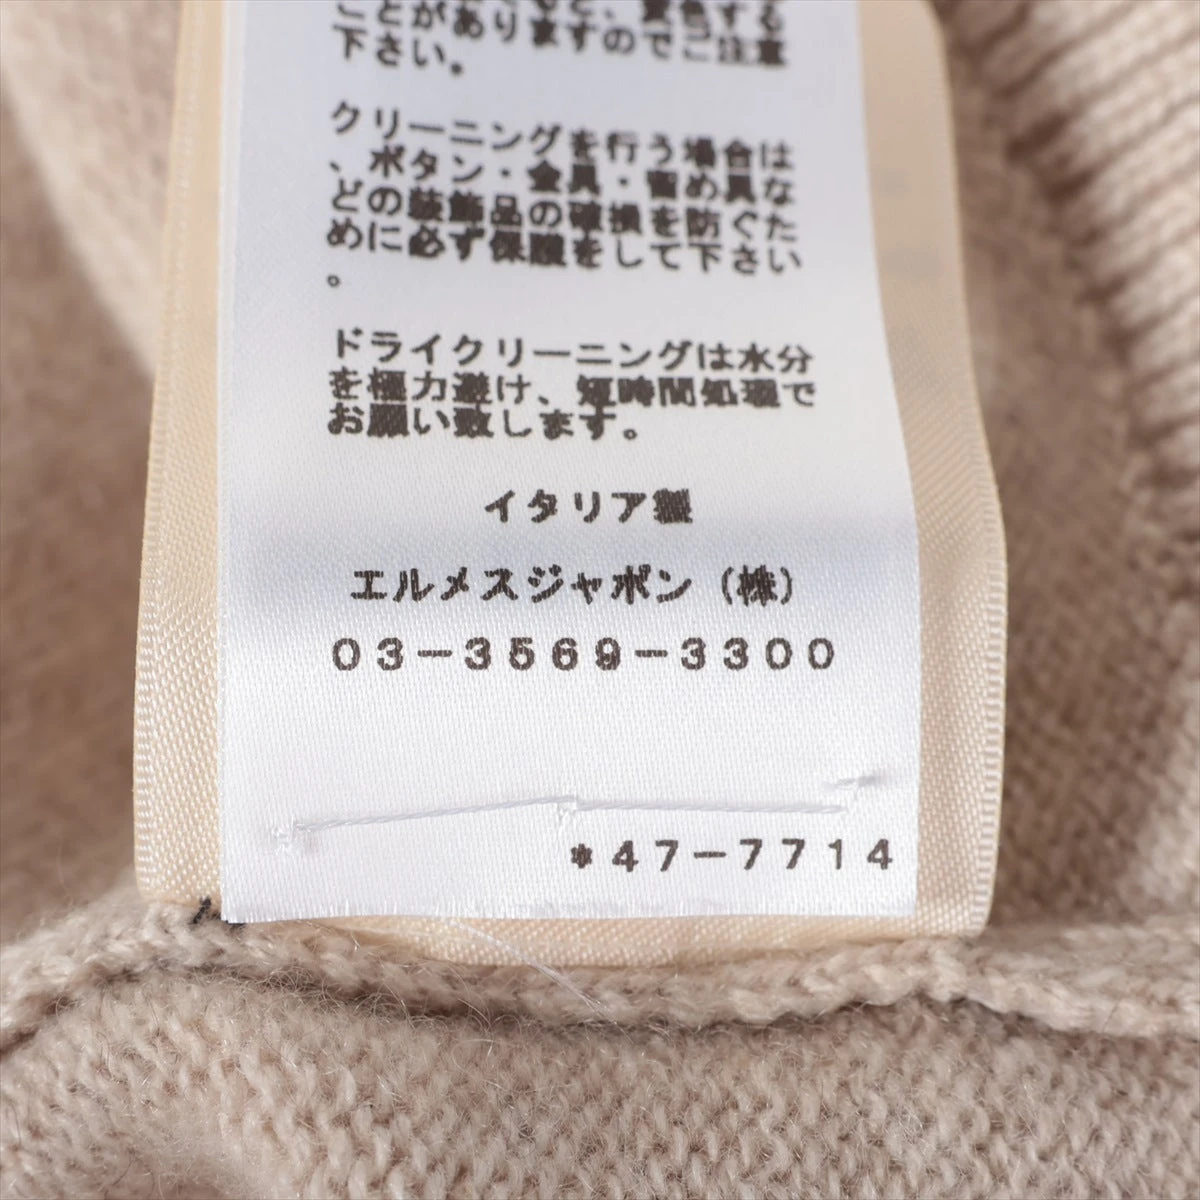 ことがありますのでご注意
下さい。
クリーニングを行う場合は
、ボタン・金具・留め具な
どの装飾品の破損を防ぐた
めに必ず保護をして下さい
。
ドライクリーニングは水分
を極力避け、短時間処理で
お願い致します。
イタリア製
エルメスジャポン（株）
03-3569-3300
*47-7714